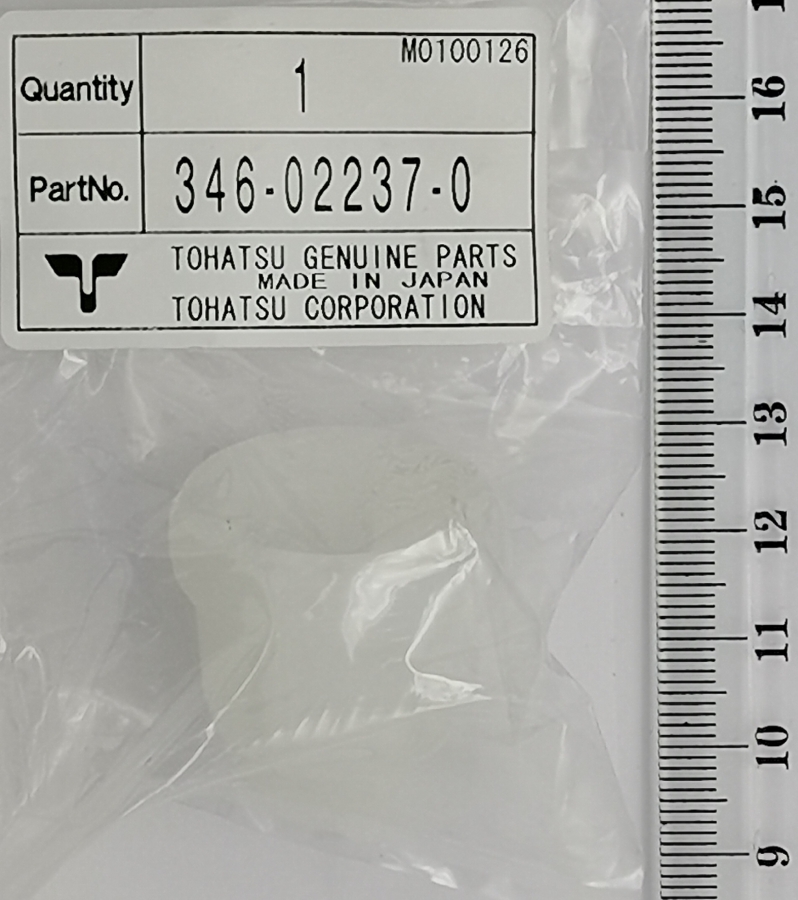 M0100126
Quantity 1
PartNo. 346-02237-0
TOHATSU GENUINE PARTS
MADE IN JAPAN
TOHATSU CORPORATION
16
15
14
13
12
11
10
9